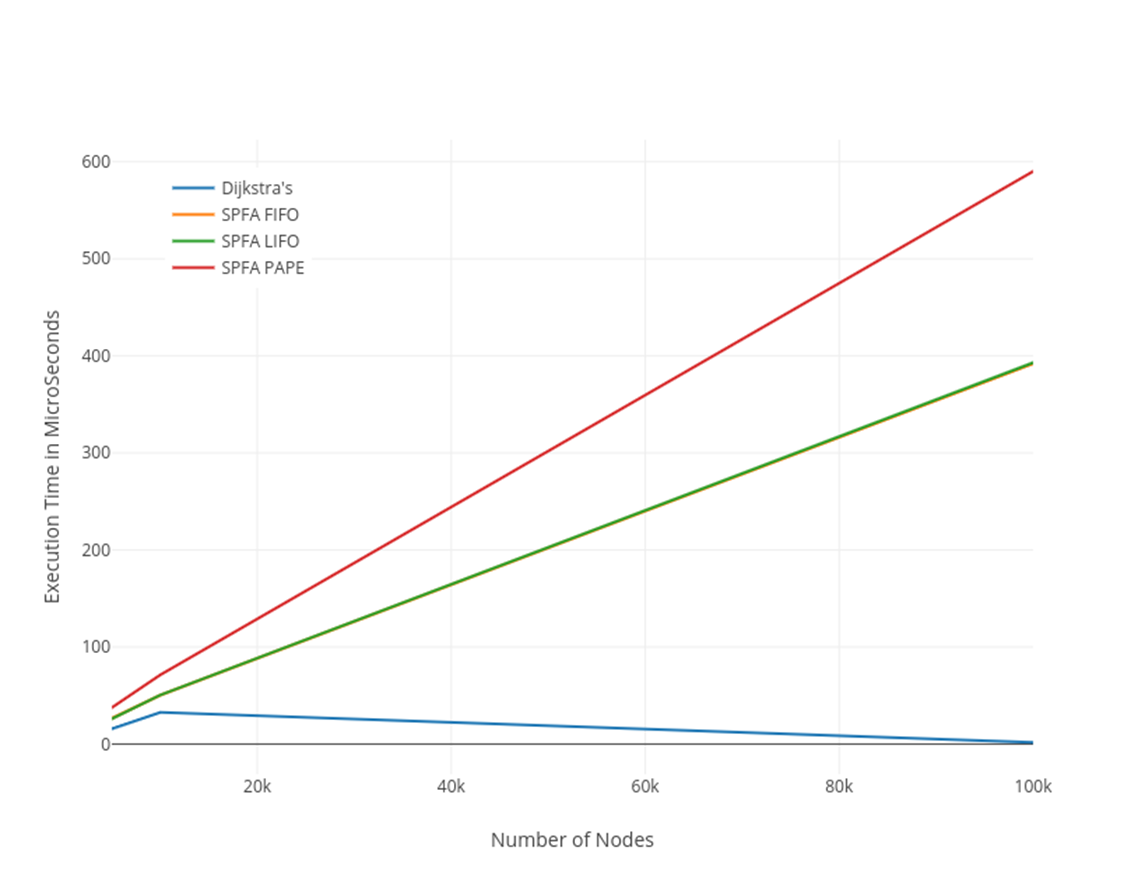 600
500
400
300
200
100
0
Execution Time in MicroSeconds
Dijkstra's
SPFA FIFO
SPFA LIFO
SPFA PAPE
20k
40k
60k
80k
100k
Number of Nodes